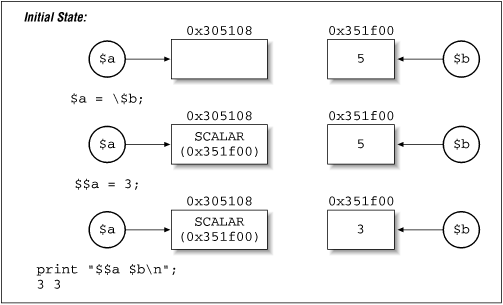 Initial State:
0x305108 0x351f00
$a 5 $b
$a = \$b;
0x305108 0x351f00
$a SCALAR (0x351f00) 5 $b
$$a = 3;
0x305108 0x351f00
$a SCALAR (0x351f00) 3 $b
print "$$a $b\n";
3 3